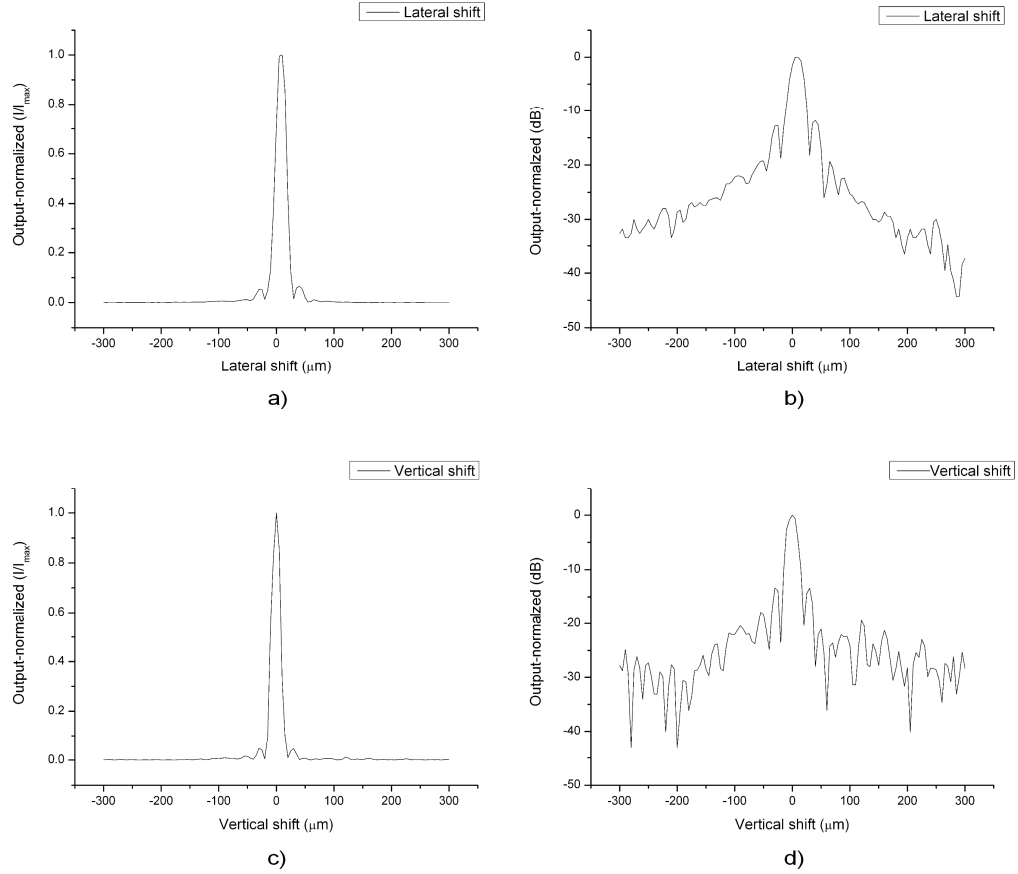 Lateral shift
Output-normalized (I/Imax)
1.0
0.8
0.6
0.4
0.2
0.0
-300 -200 -100 0 100 200 300
Lateral shift (μm)
a)
Lateral shift
Output-normalized (dB)
0
-10
-20
-30
-40
-50
-300 -200 -100 0 100 200 300
Lateral shift (μm)
b)
Vertical shift
Output-normalized (I/Imax)
1.0
0.8
0.6
0.4
0.2
0.0
-300 -200 -100 0 100 200 300
Vertical shift (μm)
c)
Vertical shift
Output-normalized (dB)
0
-10
-20
-30
-40
-50
-300 -200 -100 0 100 200 300
Vertical shift (μm)
d)